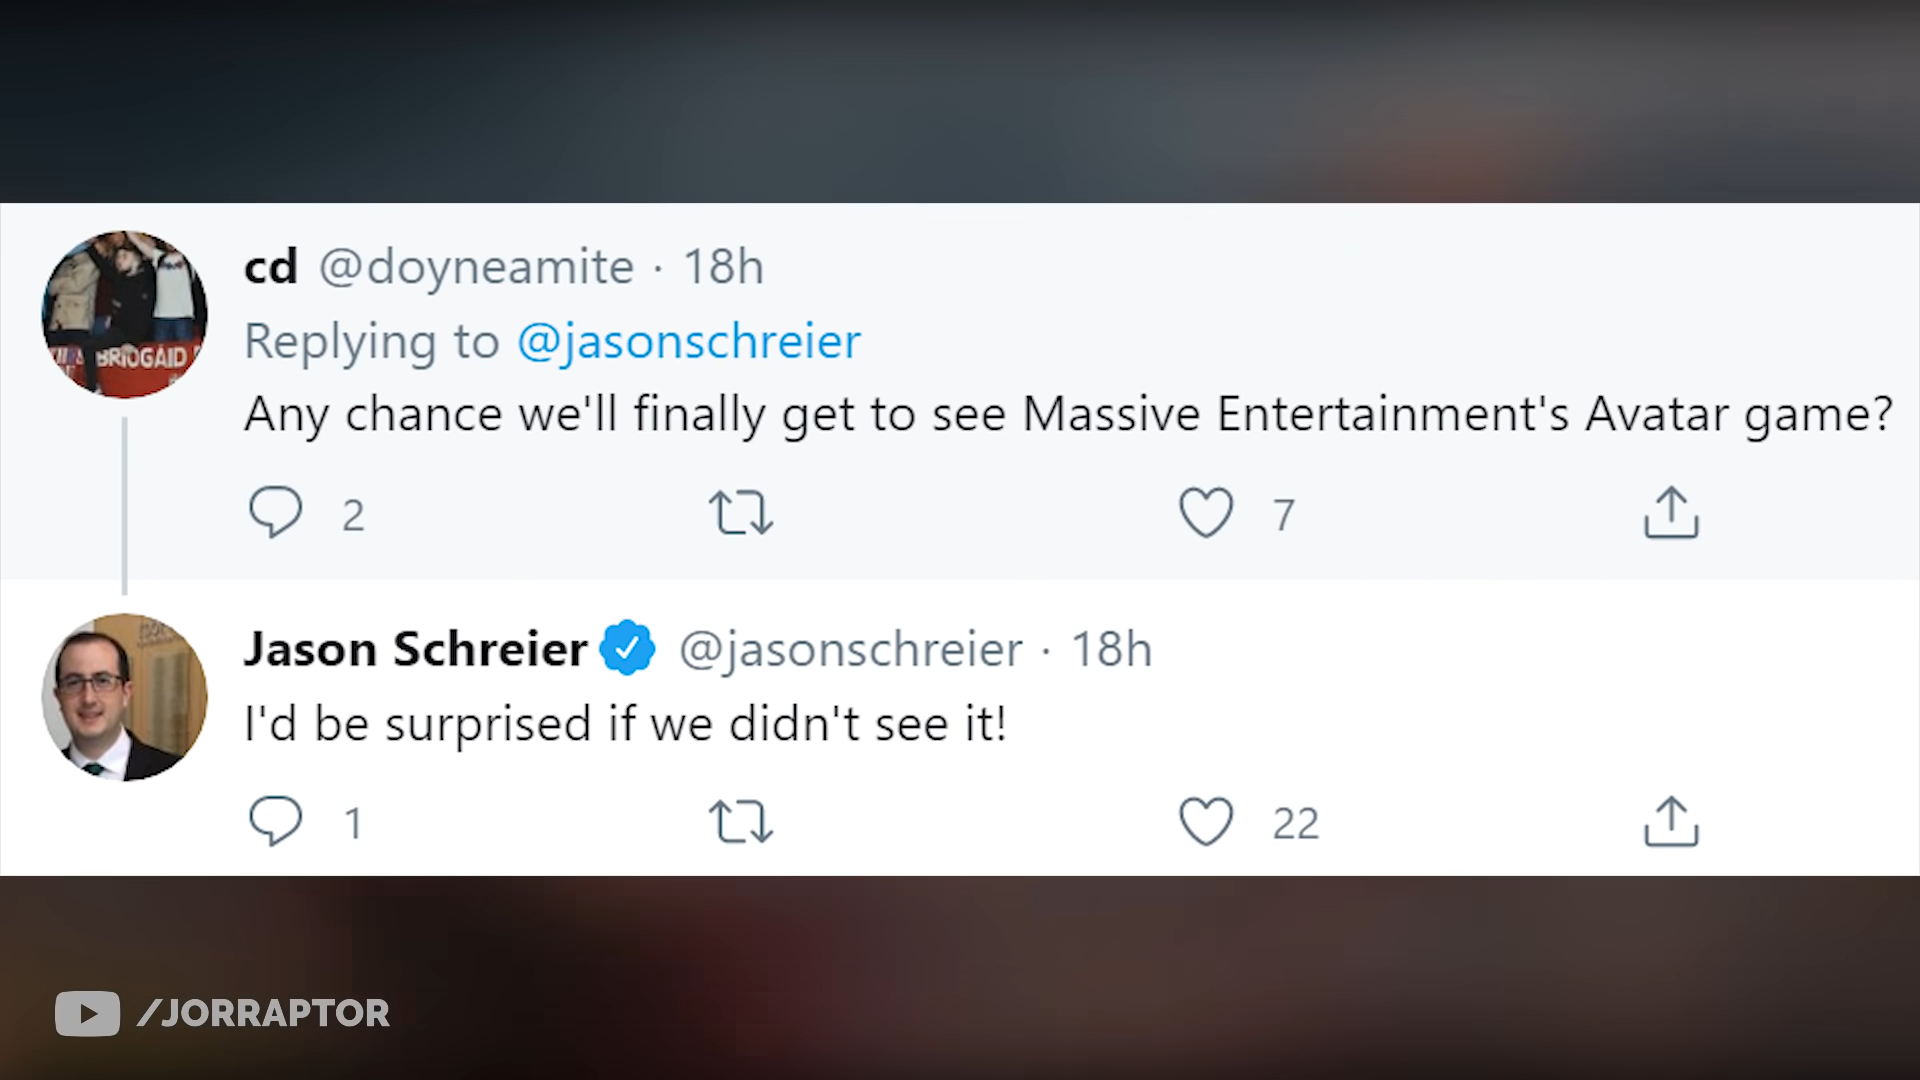 cd @doyneamite · 18h
Replying to @jasonschreier
Any chance we'll finally get to see Massive Entertainment's Avatar game?
2 7
BRIOGAID
Jason Schreier @jasonschreier · 18h
I'd be surprised if we didn't see it!
1 22
/JORRAPTOR